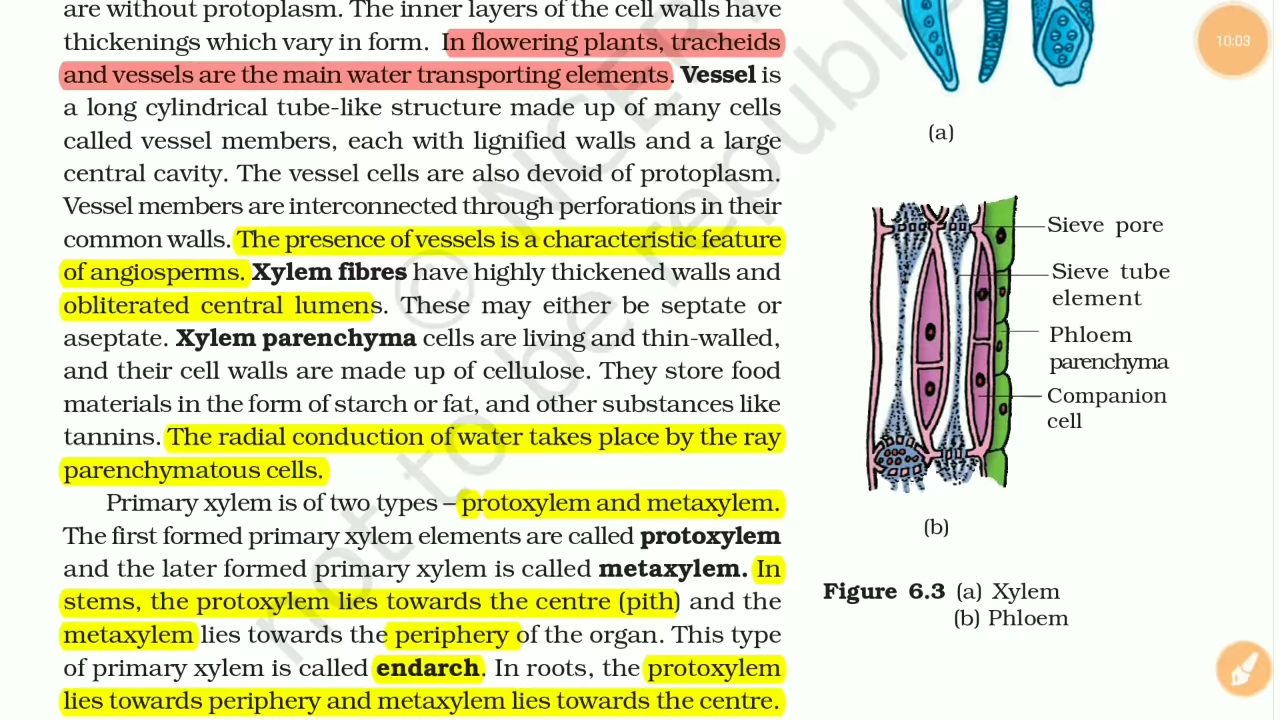 are without protoplasm. The inner layers of the cell walls have
thickenings which vary in form. In flowering plants, tracheids
and vessels are the main water transporting elements. Vessel is
a long cylindrical tube-like structure made up of many cells
called vessel members, each with lignified walls and a large
central cavity. The vessel cells are also devoid of protoplasm.
Vessel members are interconnected through perforations in their
common walls. The presence of vessels is a characteristic feature
of angiosperms. Xylem fibres have highly thickened walls and
obliterated central lumens. These may either be septate or
aseptate. Xylem parenchyma cells are living and thin-walled,
and their cell walls are made up of cellulose. They store food
materials in the form of starch or fat, and other substances like
tannins. The radial conduction of water takes place by the ray
parenchymatous cells.
Primary xylem is of two types – protoxylem and metaxylem.
The first formed primary xylem elements are called protoxylem
and the later formed primary xylem is called metaxylem. In
stems, the protoxylem lies towards the centre (pith) and the
metaxylem lies towards the periphery of the organ. This type
of primary xylem is called endarch. In roots, the protoxylem
lies towards periphery and metaxylem lies towards the centre.
10:03
(a)
Sieve pore
Sieve tube
element
Phloem
parenchyma
Companion
cell
(b)
Figure 6.3 (a) Xylem
(b) Phloem
© NCERT
not to be republi